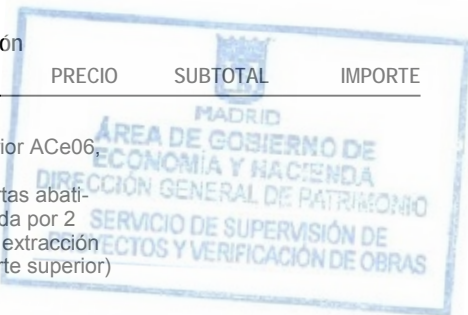 ón
PRECIO SUBTOTAL IMPORTE
MADRID
ÁREA DE GOBIERNO DE
ECONOMÍA Y HACIENDA
DIRECCIÓN GENERAL DE PATRIMONIO
SERVICIO DE SUPERVISIÓN DE
PROYECTOS Y VERIFICACIÓN DE OBRAS
rior ACe06,
rtas abati-
da por 2
extracción
rte superior)